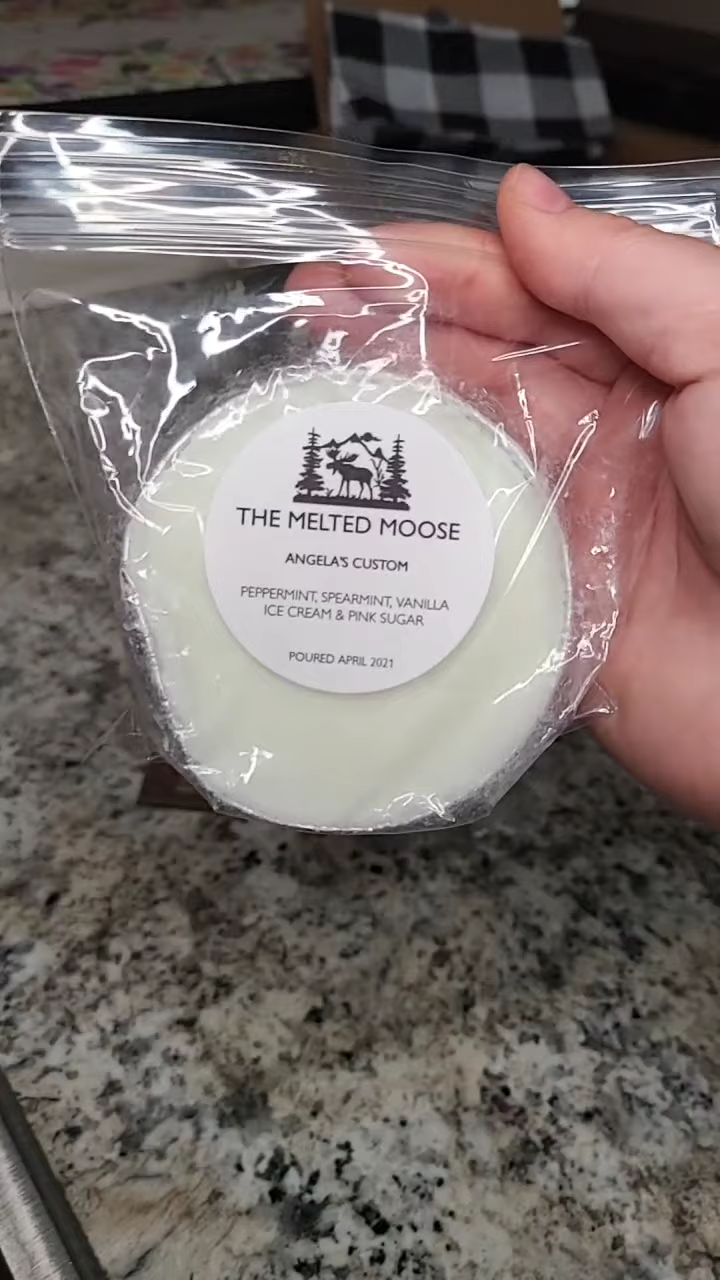 THE MELTED MOOSE
ANGELA'S CUSTOM
PEPPERMINT, SPEARMINT, VANILLA
ICE CREAM & PINK SUGAR
POURED APRIL 2021